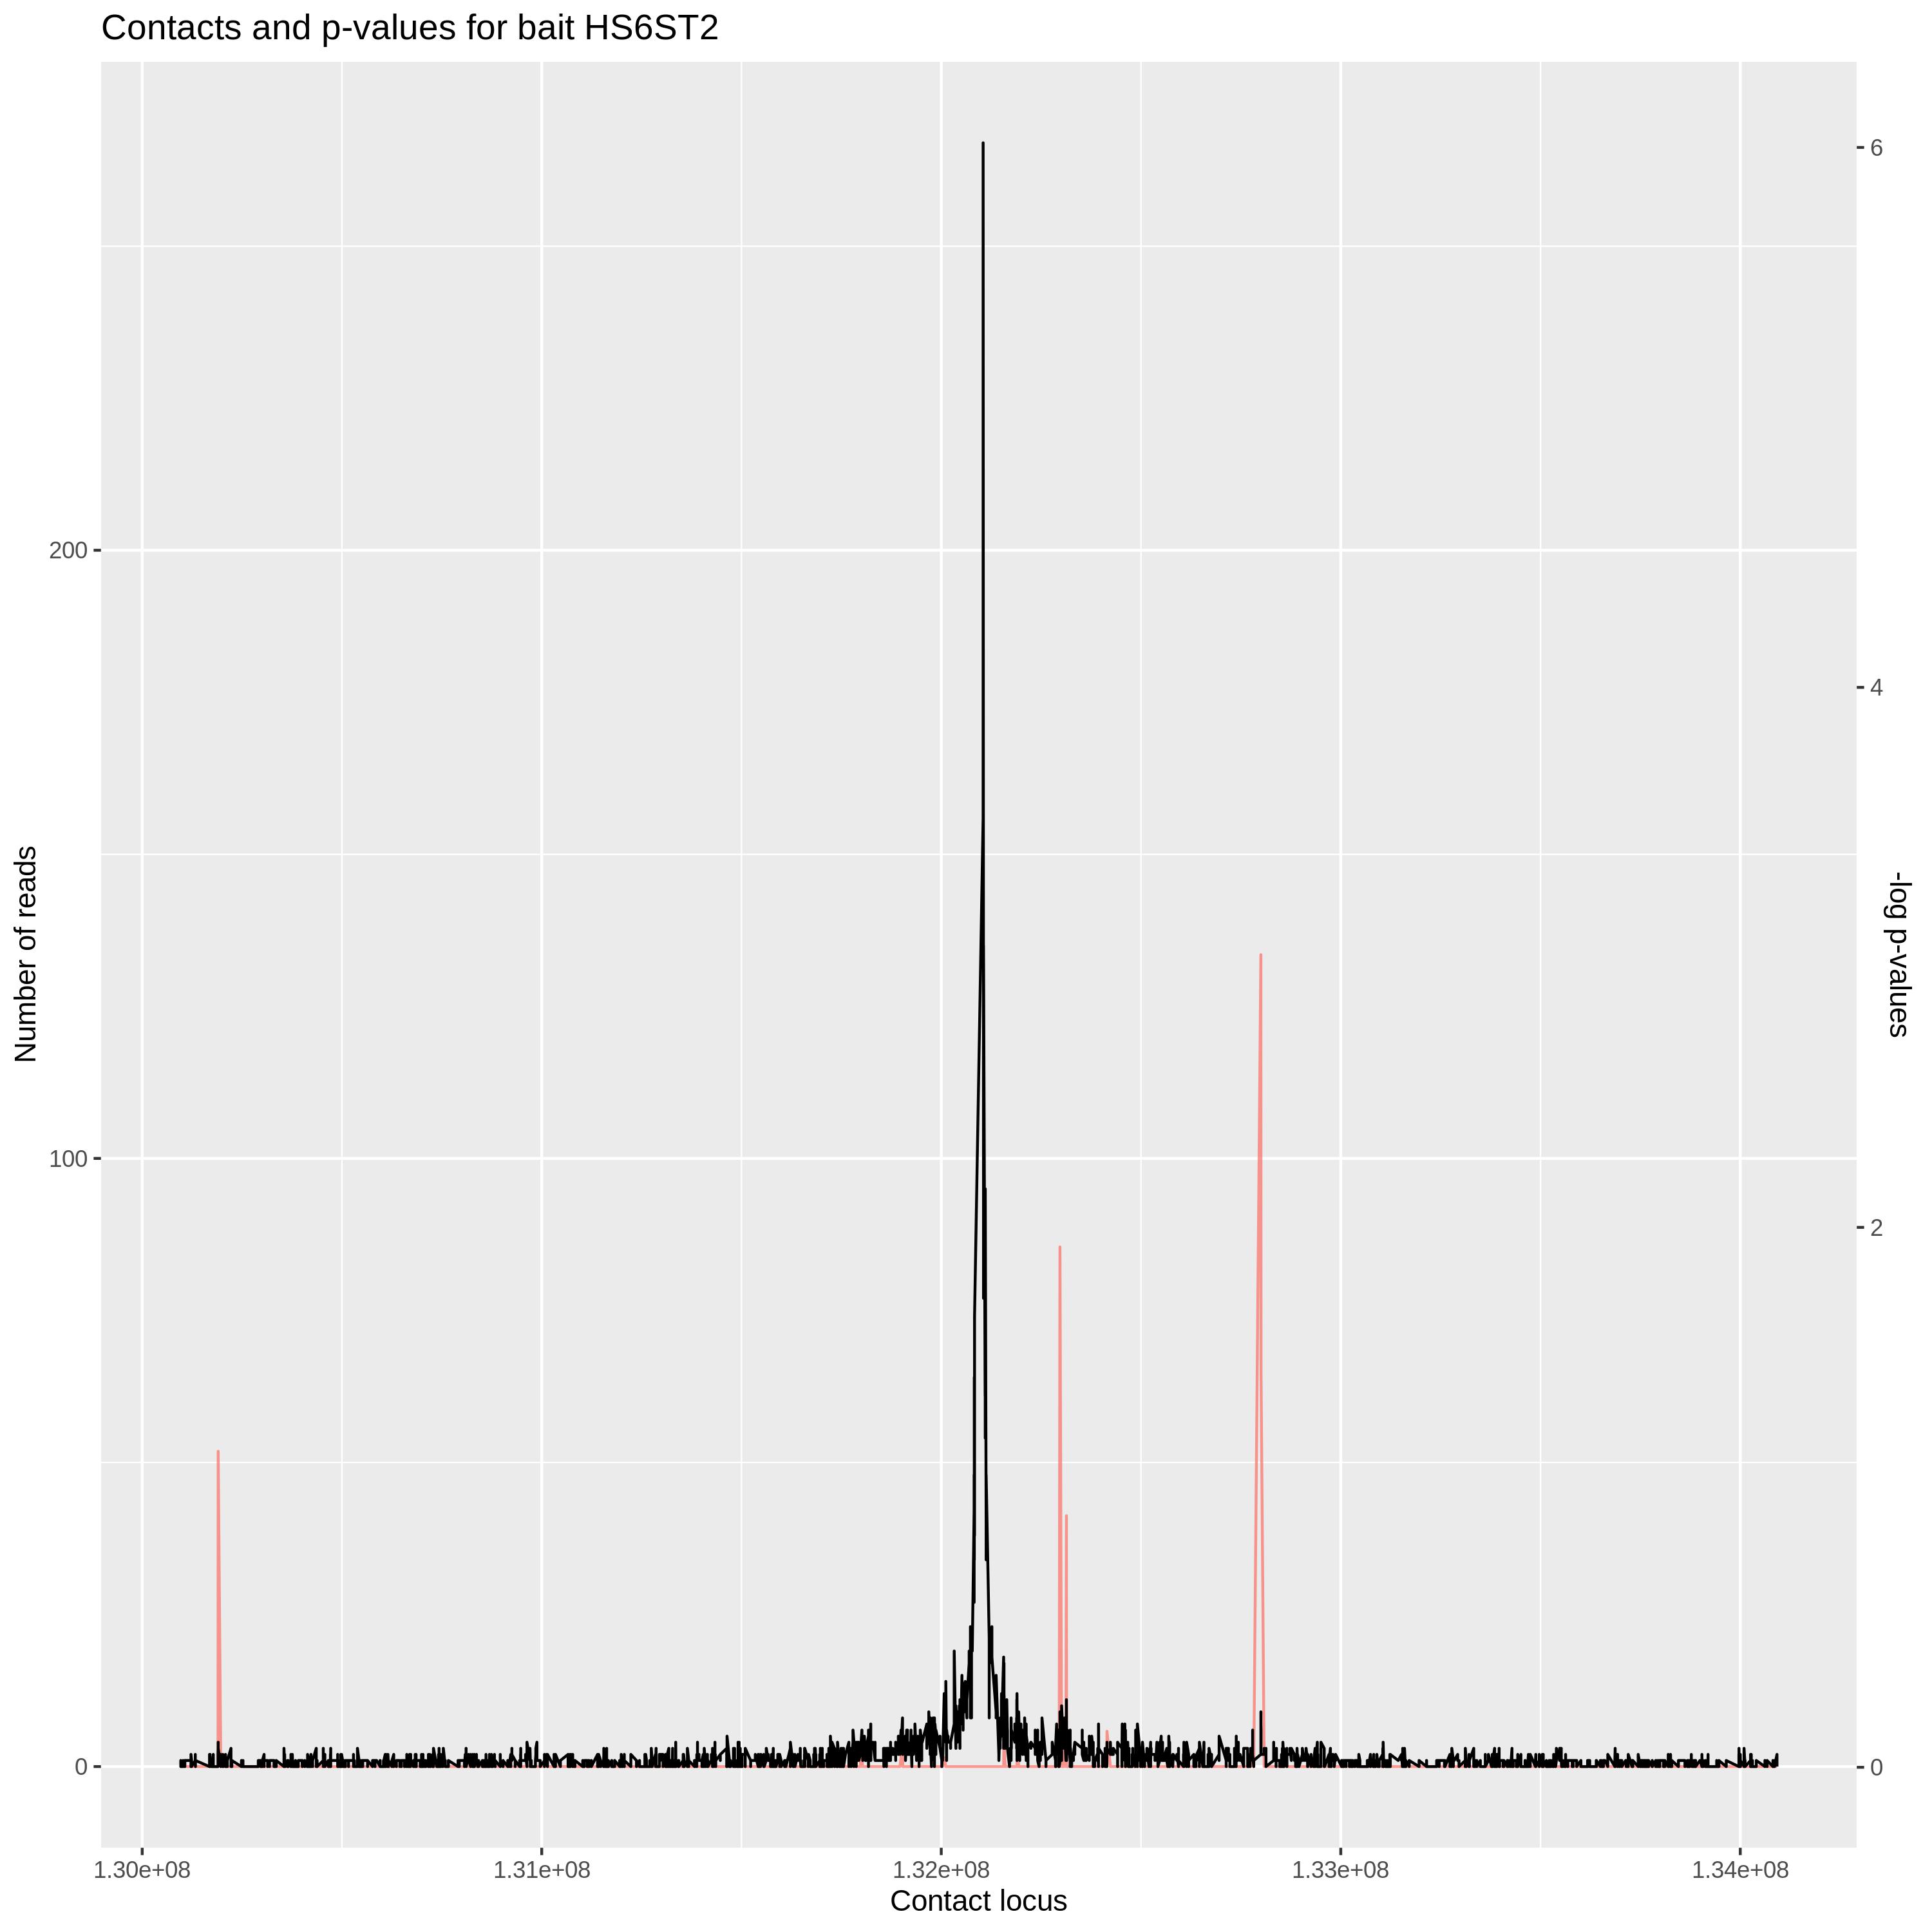 Contacts and p-values for bait HS6ST2
Number of reads
200
100
0
6
4
2
0
-log p-values
1.30e+08
1.31e+08
1.32e+08
1.33e+08
1.34e+08
Contact locus